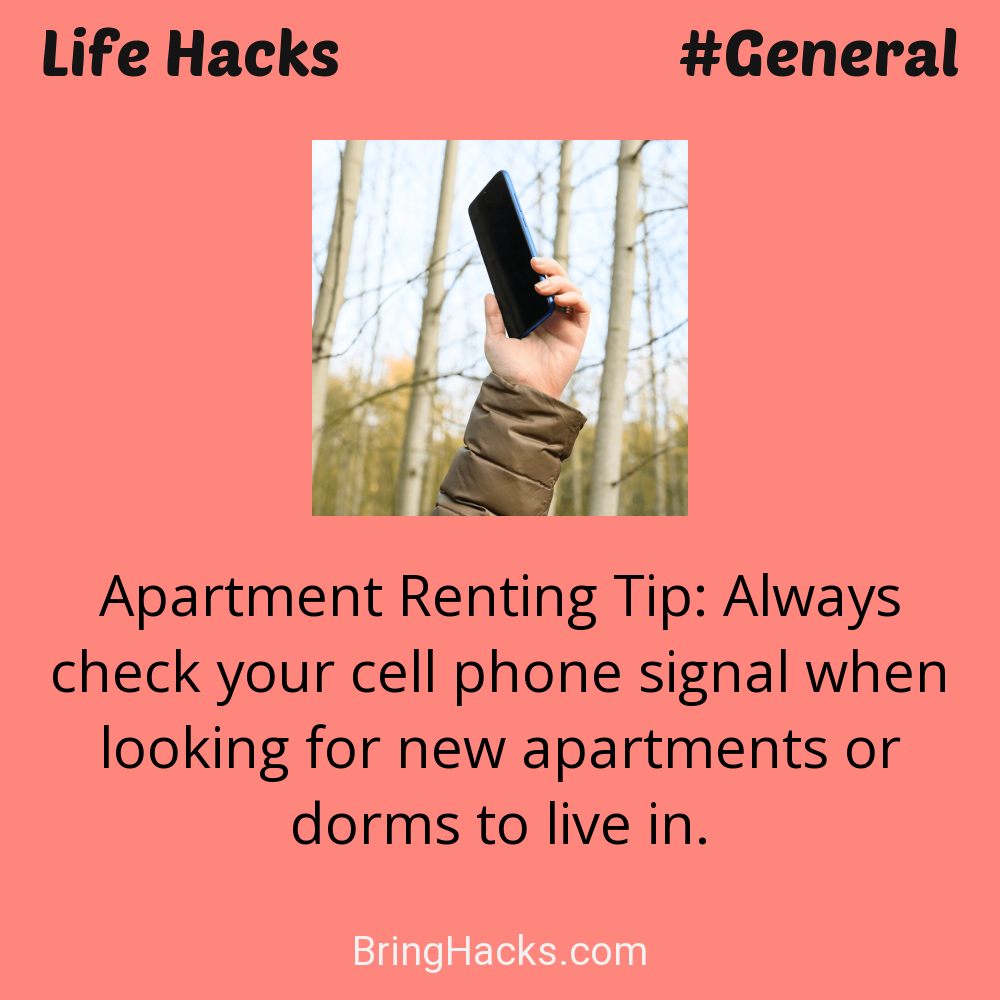 Life Hacks
#General
Apartment Renting Tip: Always
check your cell phone signal when
looking for new apartments or
dorms to live in.
BringHacks.com